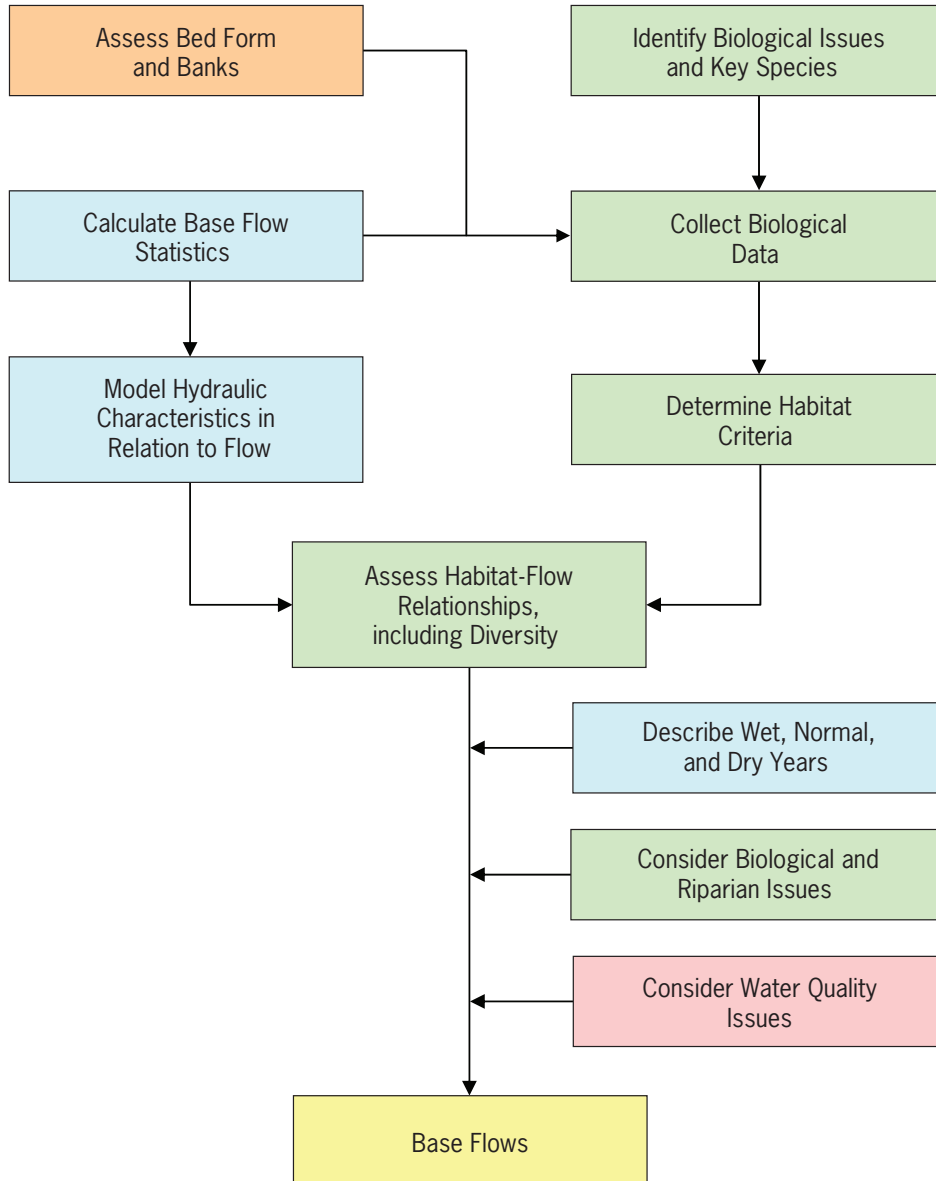 Assess Bed Form
and Banks
Identify Biological Issues
and Key Species
Calculate Base Flow
Statistics
Collect Biological
Data
Model Hydraulic
Characteristics in
Relation to Flow
Determine Habitat
Criteria
Assess Habitat-Flow
Relationships,
including Diversity
Describe Wet, Normal,
and Dry Years
Consider Biological and
Riparian Issues
Consider Water Quality
Issues
Base Flows